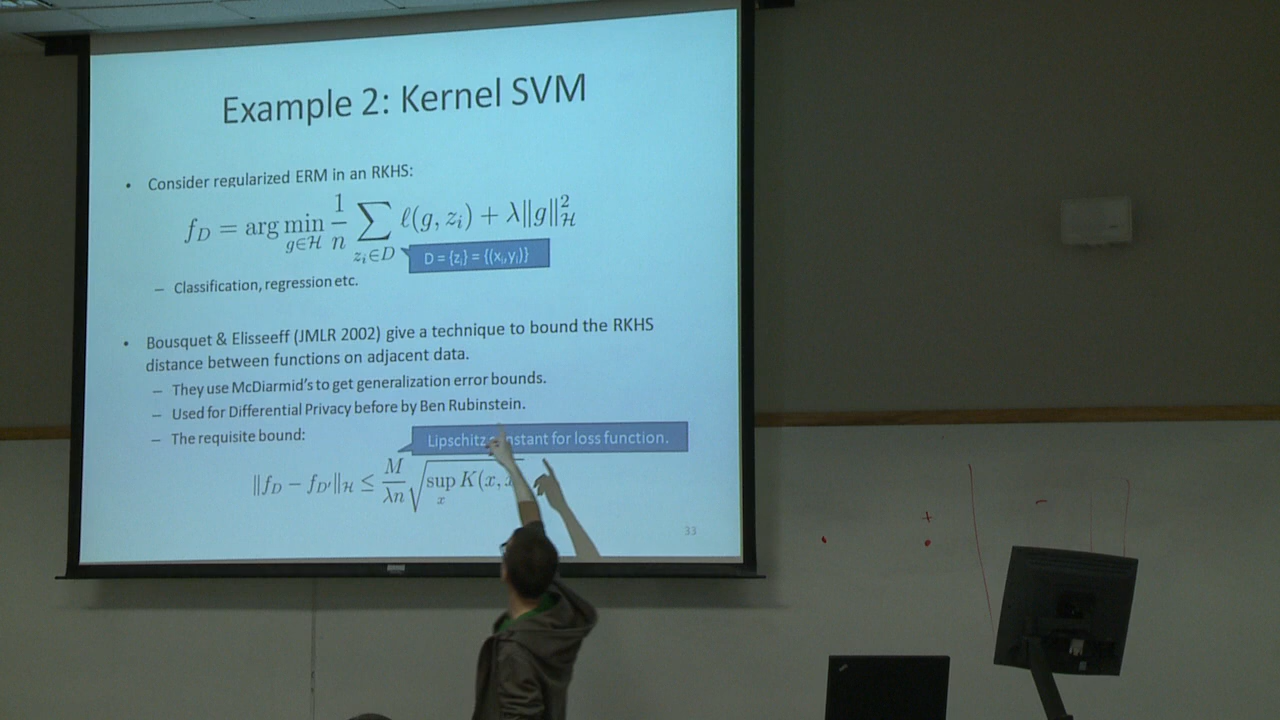 Example 2: Kernel SVM
• Consider regularized ERM in an RKHS:
f_D = arg min_{g∈ℋ} 1/n ∑_{z_i∈D} ℓ(g, z_i) + λ‖g‖²_ℋ
D = {z_i} = {(x_i,y_i)}
– Classification, regression etc.
• Bousquet & Elisseeff (JMLR 2002) give a technique to bound the RKHS
distance between functions on adjacent data.
– They use McDiarmid's to get generalization error bounds.
– Used for Differential Privacy before by Ben Rubinstein.
– The requisite bound:
Lipschitz constant for loss function.
‖f_D − f_{D'}‖_ℋ ≤ M/λn √sup_x K(x,
33